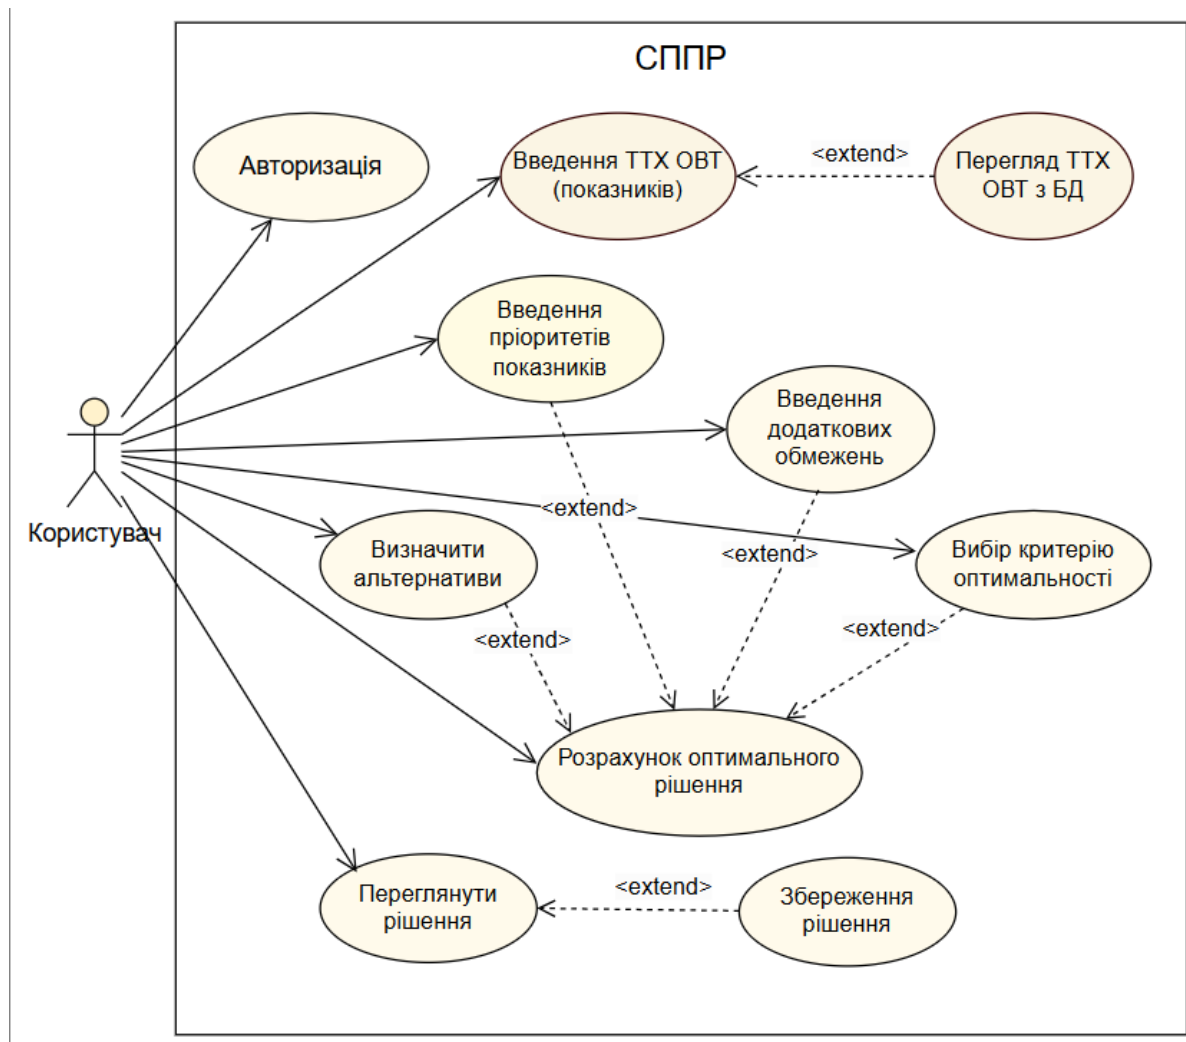 СППР
Авторизація
Введення ТТХ ОВТ
(показників)
<extend>
Перегляд ТТХ
ОВТ з БД
Введення
пріоритетів
показників
Введення
додаткових
обмежень
Користувач
<extend>
Визначити
альтернативи
<extend>
Вибір критерію
оптимальності
<extend>
<extend>
Розрахунок оптимального
рішення
Переглянути
рішення
<extend>
Збереження
рішення